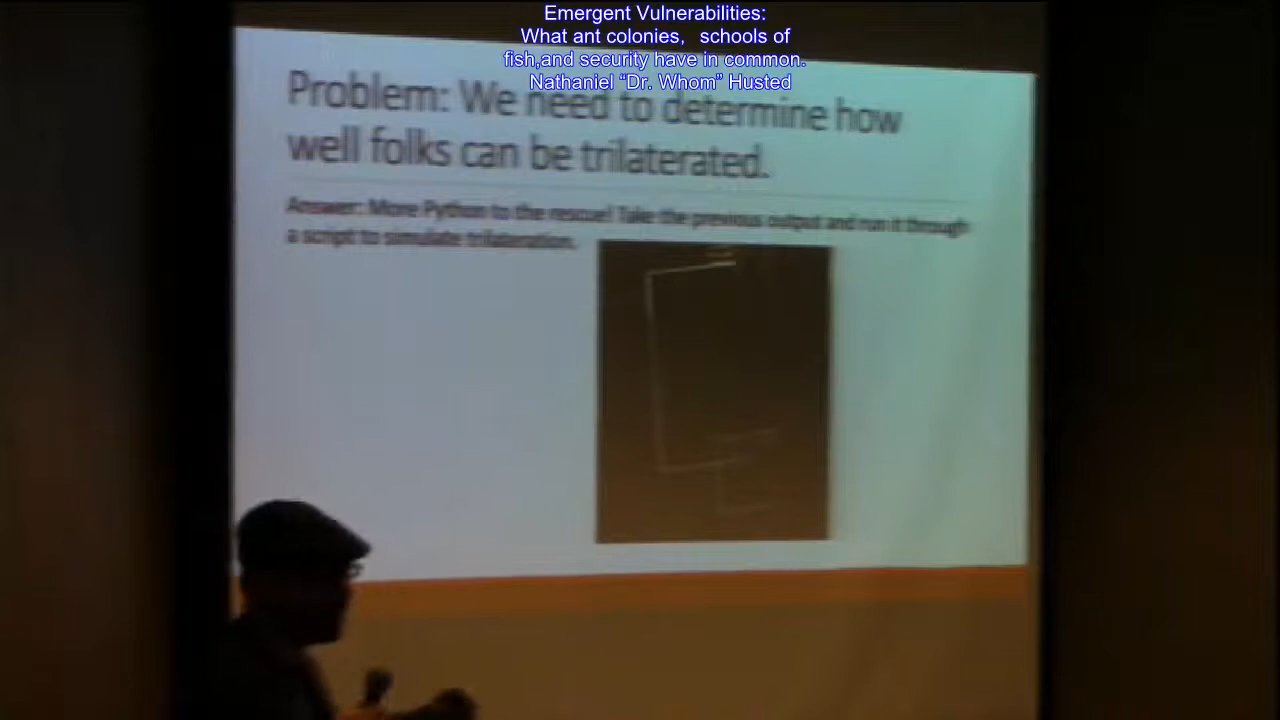 Emergent Vulnerabilities:
What ant colonies, schools of
fish,and security have in common.
Nathaniel “Dr. Whom” Husted
Problem: We need to determine how
well folks can be trilaterated.
Answer: More Python to the rescue! Take the previous output and run it through
a script to simulate trilateration.